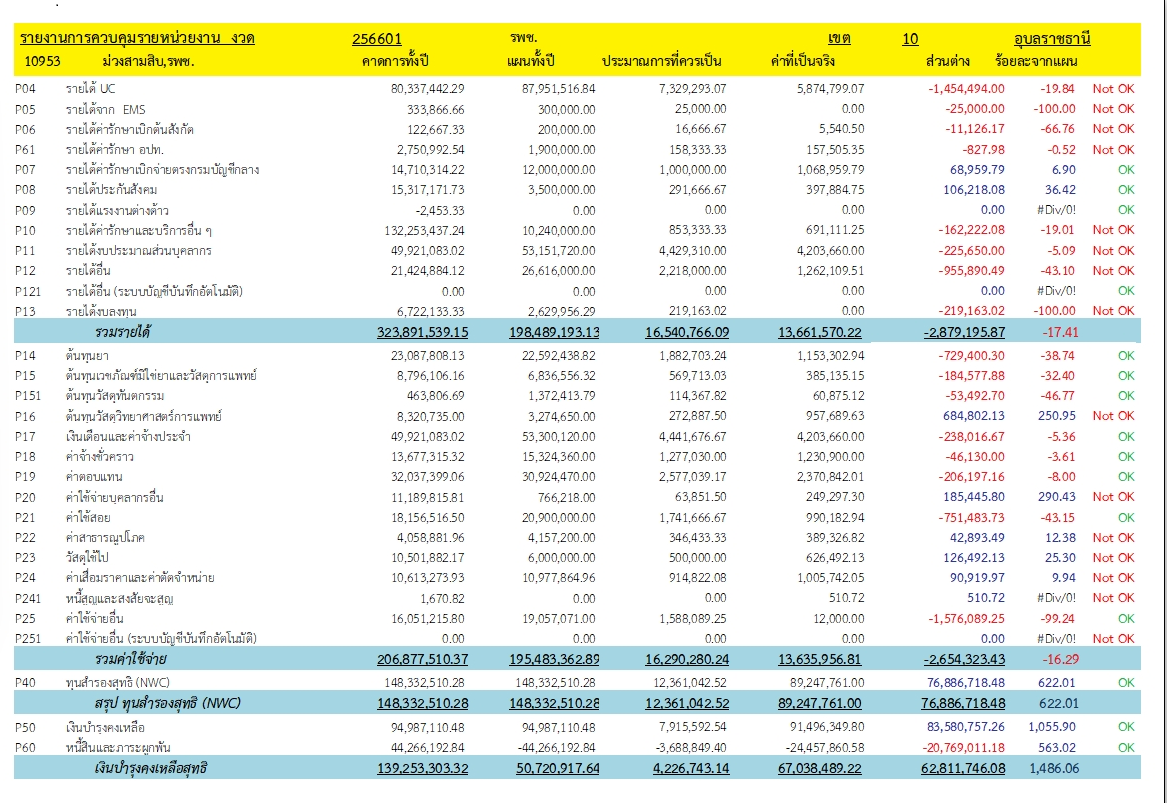 รายงานการควบคุมรายหน่วยงาน งวด 256601 รพช. เขต 10 อุบลราชธานี
10953 ม่วงสามสิบ,รพช. คาดการทั้งปี แผนทั้งปี ประมาณการที่ควรเป็น ค่าที่เป็นจริง ส่วนต่าง ร้อยละจากแผน
P04 รายได้ UC 80,337,442.29 87,951,516.84 7,329,293.07 5,874,799.07 -1,454,494.00 -19.84 Not OK
P05 รายได้จาก EMS 333,866.66 300,000.00 25,000.00 0.00 -25,000.00 -100.00 Not OK
P06 รายได้ค่ารักษาเบิกต้นสังกัด 122,667.33 200,000.00 16,666.67 5,540.50 -11,126.17 -66.76 Not OK
P61 รายได้ค่ารักษา อปท. 2,750,992.54 1,900,000.00 158,333.33 157,505.35 -827.98 -0.52 Not OK
P07 รายได้ค่ารักษาเบิกจ่ายตรงกรมบัญชีกลาง 14,710,314.22 12,000,000.00 1,000,000.00 1,068,959.79 68,959.79 6.90 OK
P08 รายได้ประกันสังคม 15,317,171.73 3,500,000.00 291,666.67 397,884.75 106,218.08 36.42 OK
P09 รายได้แรงงานต่างด้าว -2,453.33 0.00 0.00 0.00 0.00 #Div/0! OK
P10 รายได้ค่ารักษาและบริการอื่น ๆ 132,253,437.24 10,240,000.00 853,333.33 691,111.25 -162,222.08 -19.01 Not OK
P11 รายได้งบประมาณส่วนบุคลากร 49,921,083.02 53,151,720.00 4,429,310.00 4,203,660.00 -225,650.00 -5.09 Not OK
P12 รายได้อื่น 21,424,884.12 26,616,000.00 2,218,000.00 1,262,109.51 -955,890.49 -43.10 Not OK
P121 รายได้อื่น (ระบบบัญชีบันทึกอัตโนมัติ) 0.00 0.00 0.00 0.00 0.00 #Div/0! OK
P13 รายได้งบลงทุน 6,722,133.33 2,629,956.29 219,163.02 0.00 -219,163.02 -100.00 Not OK
รวมรายได้ 323,891,539.15 198,489,193.13 16,540,766.09 13,661,570.22 -2,879,195.87 -17.41
P14 ต้นทุนยา 23,087,808.13 22,592,438.82 1,882,703.24 1,153,302.94 -729,400.30 -38.74 OK
P15 ต้นทุนเวชภัณฑ์มิใช่ยาและวัสดุการแพทย์ 8,796,106.16 6,836,556.32 569,713.03 385,135.15 -184,577.88 -32.40 OK
P151 ต้นทุนวัสดุทันตกรรม 463,806.69 1,372,413.79 114,367.82 60,875.12 -53,492.70 -46.77 OK
P16 ต้นทุนวัสดุวิทยาศาสตร์การแพทย์ 8,320,735.00 3,274,650.00 272,887.50 957,689.63 684,802.13 250.95 Not OK
P17 เงินเดือนและค่าจ้างประจำ 49,921,083.02 53,300,120.00 4,441,676.67 4,203,660.00 -238,016.67 -5.36 OK
P18 ค่าจ้างชั่วคราว 13,677,315.32 15,324,360.00 1,277,030.00 1,230,900.00 -46,130.00 -3.61 OK
P19 ค่าตอบแทน 32,037,399.06 30,924,470.00 2,577,039.17 2,370,842.01 -206,197.16 -8.00 OK
P20 ค่าใช้จ่ายบุคลากรอื่น 11,189,815.81 766,218.00 63,851.50 249,297.30 185,445.80 290.43 Not OK
P21 ค่าใช้สอย 18,156,516.50 20,900,000.00 1,741,666.67 990,182.94 -751,483.73 -43.15 OK
P22 ค่าสาธารณูปโภค 4,058,881.96 4,157,200.00 346,433.33 389,326.82 42,893.49 12.38 Not OK
P23 วัสดุใช้ไป 10,501,882.17 6,000,000.00 500,000.00 626,492.13 126,492.13 25.30 Not OK
P24 ค่าเสื่อมราคาและค่าตัดจำหน่าย 10,613,273.93 10,977,864.96 914,822.08 1,005,742.05 90,919.97 9.94 Not OK
P241 หนี้สูญและสงสัยจะสูญ 1,670.82 0.00 0.00 510.72 510.72 #Div/0! Not OK
P25 ค่าใช้จ่ายอื่น 16,051,215.80 19,057,071.00 1,588,089.25 12,000.00 -1,576,089.25 -99.24 OK
P251 ค่าใช้จ่ายอื่น (ระบบบัญชีบันทึกอัตโนมัติ) 0.00 0.00 0.00 0.00 0.00 #Div/0! Not OK
รวมค่าใช้จ่าย 206,877,510.37 195,483,362.89 16,290,280.24 13,635,956.81 -2,654,323.43 -16.29
P40 ทุนสำรองสุทธิ (NWC) 148,332,510.28 148,332,510.28 12,361,042.52 89,247,761.00 76,886,718.48 622.01 OK
สรุป ทุนสำรองสุทธิ (NWC) 148,332,510.28 148,332,510.28 12,361,042.52 89,247,761.00 76,886,718.48 622.01
P50 เงินบำรุงคงเหลือ 94,987,110.48 94,987,110.48 7,915,592.54 91,496,349.80 83,580,757.26 1,055.90 OK
P60 หนี้สินและภาระผูกพัน 44,266,192.84 -44,266,192.84 -3,688,849.40 -24,457,860.58 -20,769,011.18 563.02 OK
เงินบำรุงคงเหลือสุทธิ 139,253,303.32 50,720,917.64 4,226,743.14 67,038,489.22 62,811,746.08 1,486.06